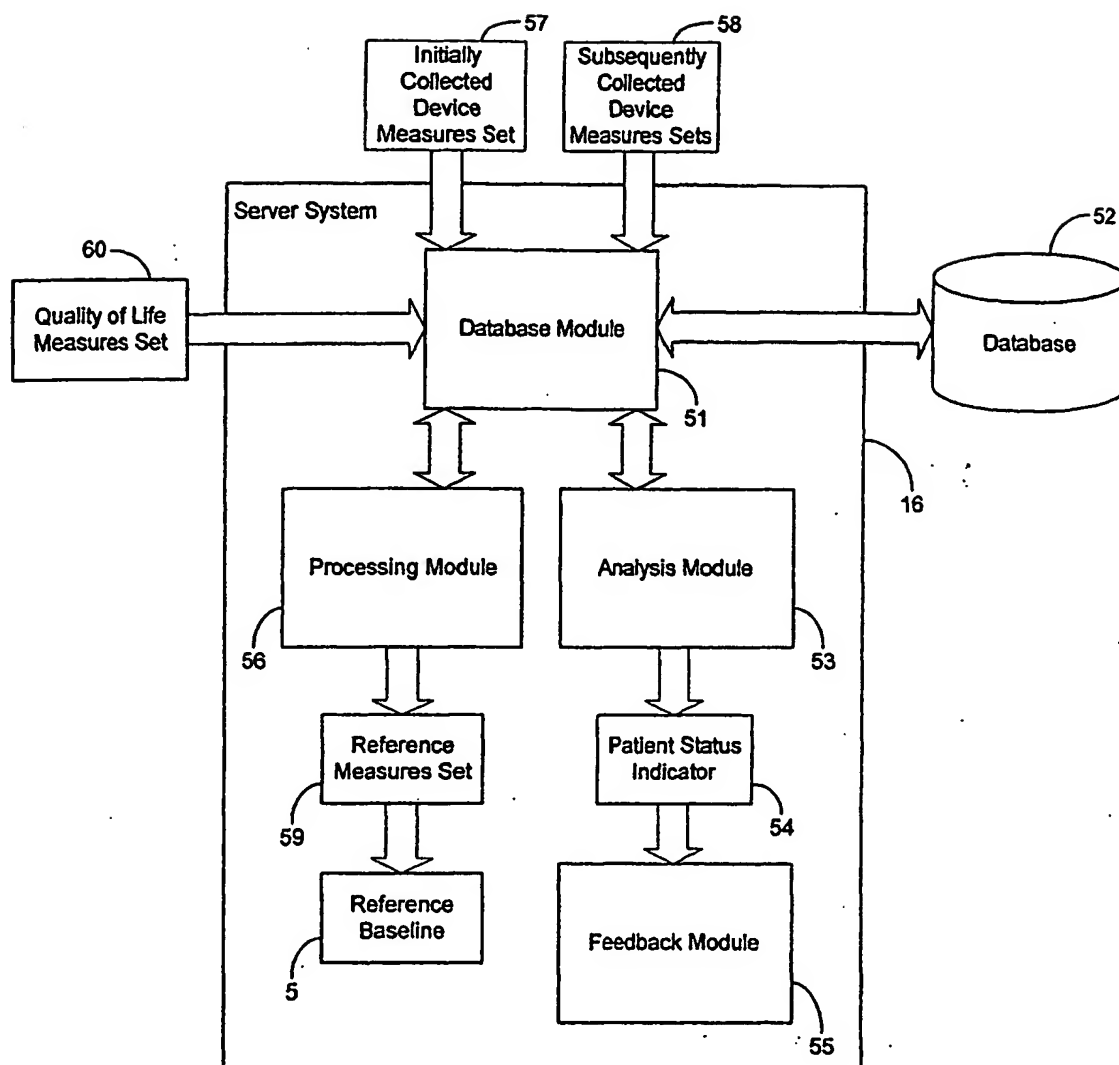 57
58
Initially
Collected
Device
Measures Set
Subsequently
Collected
Device
Measures Sets
Server System
60
52
Quality of Life
Measures Set
Database Module
Database
51
16
Processing Module
Analysis Module
56
53
Reference
Measures Set
Patient Status
Indicator
59
54
Reference
Baseline
Feedback Module
5
55